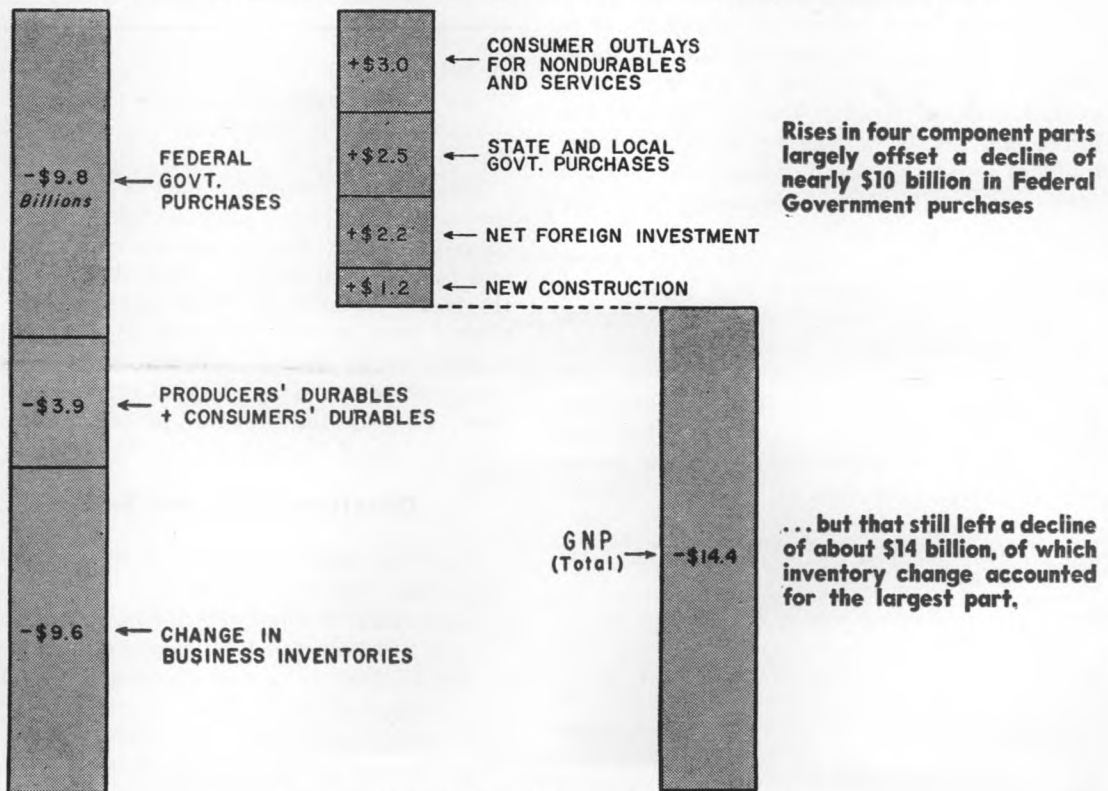 -$9.8
Billions
FEDERAL
GOVT.
PURCHASES
-$3.9
PRODUCERS' DURABLES
+ CONSUMERS' DURABLES
-$9.6
CHANGE IN
BUSINESS INVENTORIES
+$3.0
CONSUMER OUTLAYS
FOR NONDURABLES
AND SERVICES
+$2.5
STATE AND LOCAL
GOVT. PURCHASES
+$2.2
NET FOREIGN INVESTMENT
+$1.2
NEW CONSTRUCTION
GNP
(Total)
-$14.4
Rises in four component parts
largely offset a decline of
nearly $10 billion in Federal
Government purchases
...but that still left a decline
of about $14 billion, of which
inventory change accounted
for the largest part.